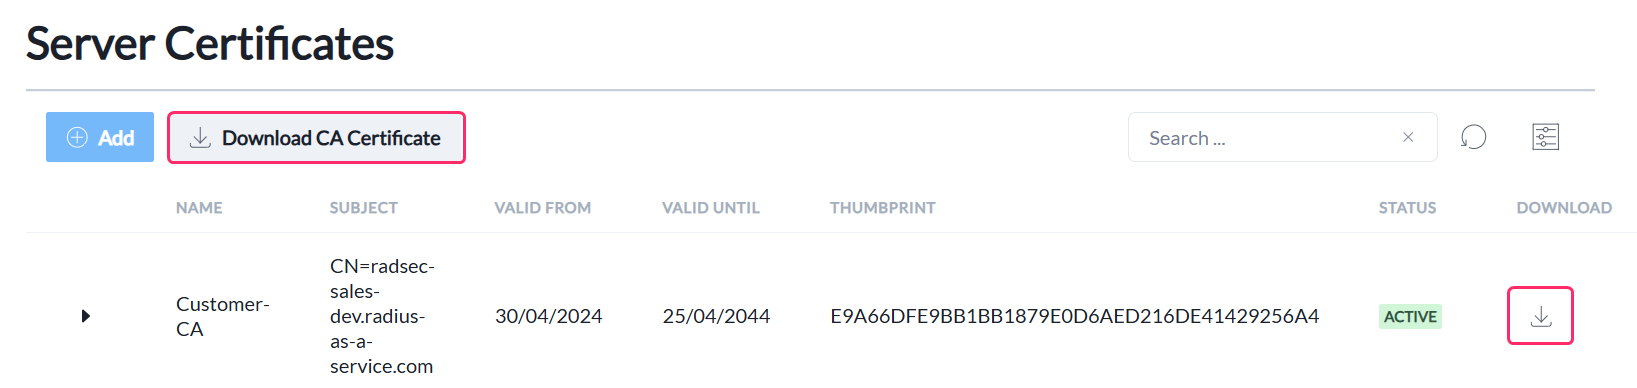 Server Certificates
Add
Download CA Certificate
Search ...
NAME SUBJECT VALID FROM VALID UNTIL THUMBPRINT STATUS DOWNLOAD
Customer-
CA
CN=radsec-
sales-
dev.radius-
as-a-
service.com
30/04/2024
25/04/2044
E9A66DFE9BB1BB1879E0D6AED216DE41429256A4
ACTIVE